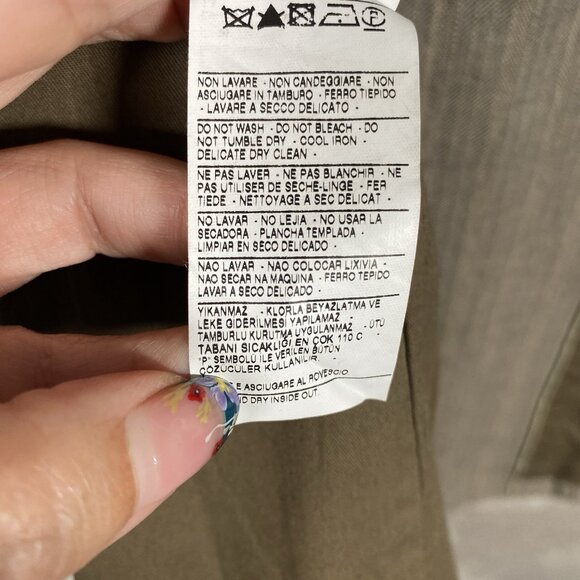 P
NON LAVARE - NON CANDEGGIARE - NON
ASCIUGARE IN TAMBURO - FERRO TIEPIDO
- LAVARE A SECCO DELICATO -
DO NOT WASH - DO NOT BLEACH - DO
NOT TUMBLE DRY - COOL IRON -
DELICATE DRY CLEAN -
NE PAS LAVER - NE PAS BLANCHIR - NE
PAS UTILISER DE SÈCHE-LINGE - FER
TIEDE - NETTOYAGE A SEC DELICAT -
NO LAVAR - NO LEJIA - NO USAR LA
SECADORA - PLANCHA TEMPLADA -
LIMPIAR EN SECO DELICADO -
NAO LAVAR - NAO COLOCAR LIXIVIA -
NAO SECAR NA MAQUINA - FERRO TEPIDO
LAVAR A SECO DELICADO -
YIKANMAZ - KLORLA BEYAZLATMA VE
LEKE GIDERILMESI YAPILAMAZ -
TAMBURLU KURUTMA UYGULANMAZ - ÜTÜ
TABANI SICAKLIĞI EN ÇOK 110 C
"P" SEMBOLÜ ILE VERILEN BÜTÜN
ÇÖZÜCÜLER KULLANILIR -
E ASCIUGARE AL ROVESCIO
ND DRY INSIDE OUT.